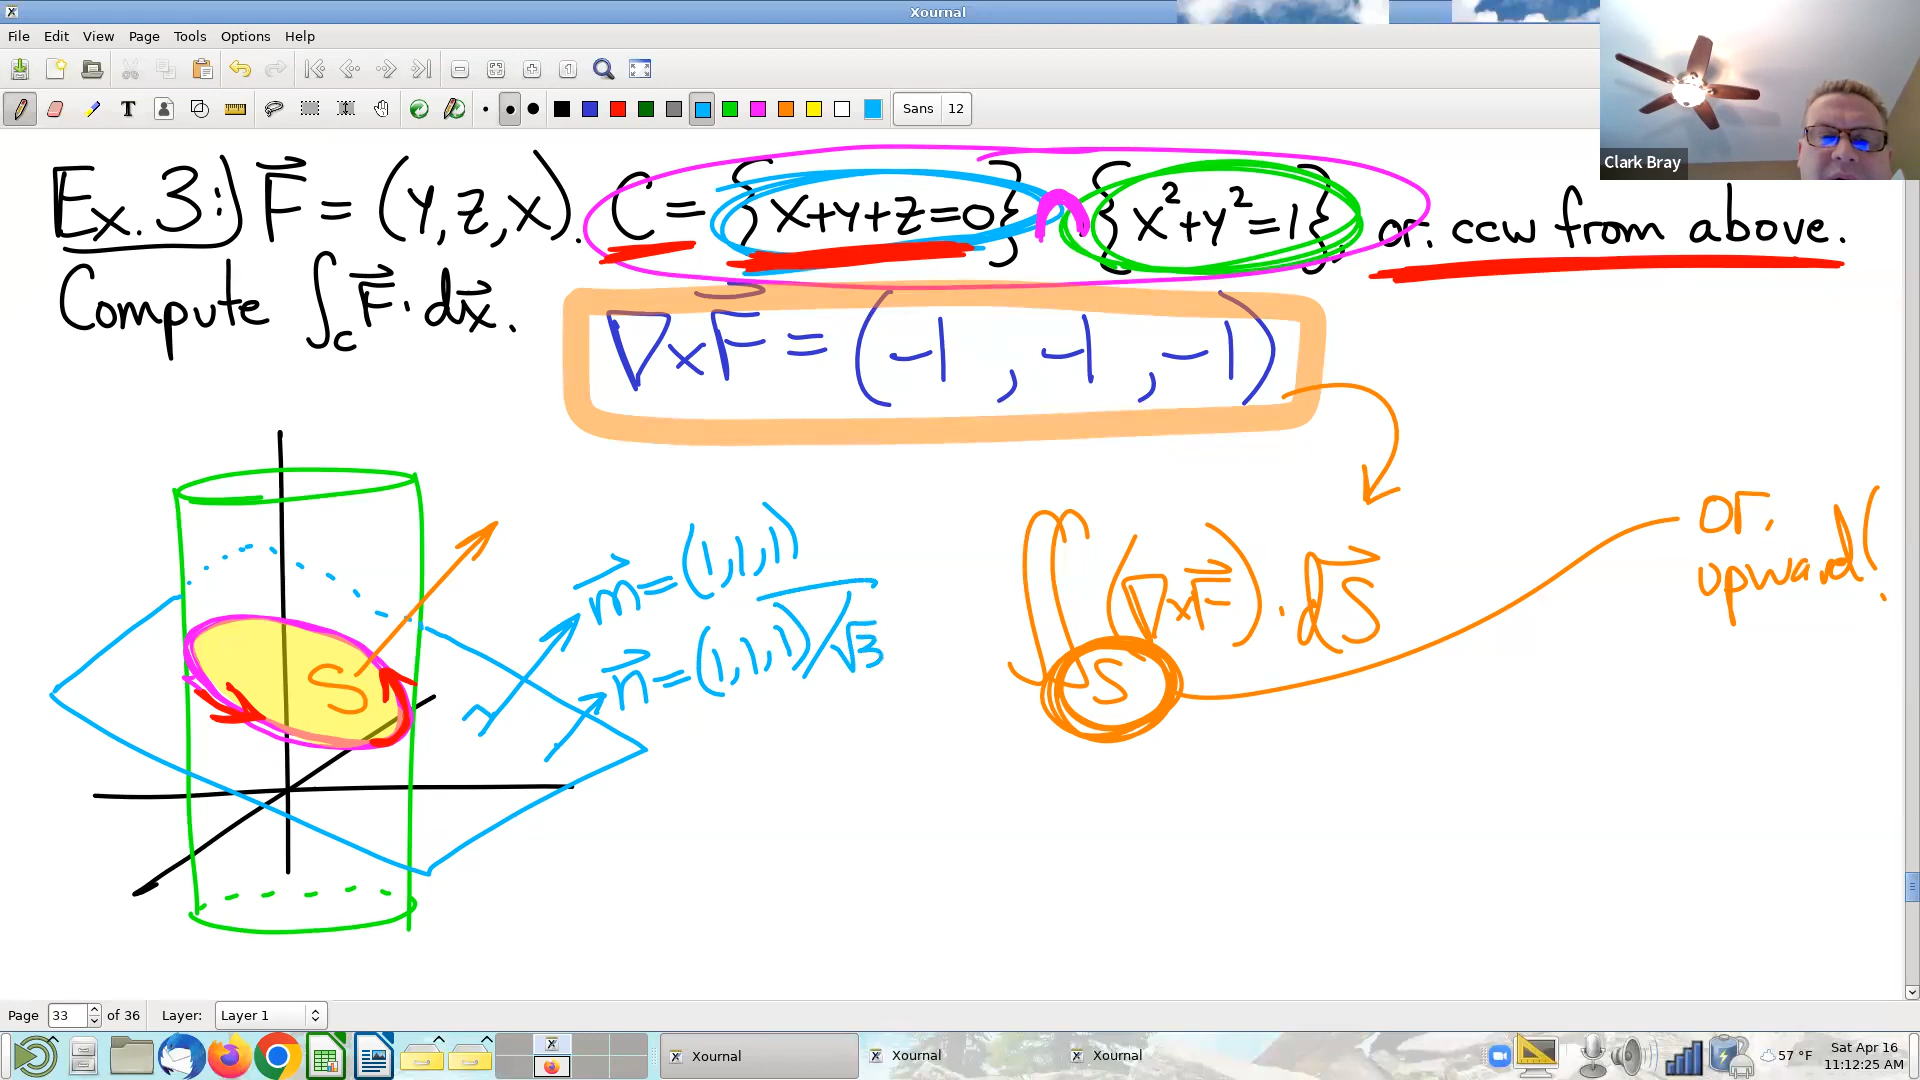 Xournal
File Edit View Page Tools Options Help
Sans 12
Clark Bray
Ex. 3: F⃗ = (y, z, x). C = {x+y+z=0} ∩ {x²+y²=1}, or. ccw from above.
Compute ∫_C F⃗ · dx⃗.
∇×F⃗ = (-1, -1, -1)
m⃗ = (1,1,1)
n⃗ = (1,1,1)/√3
S
∬_S (∇×F⃗) · dS⃗
or.
upward!
Page 33 of 36 Layer: Layer 1
Xournal Xournal Xournal
57 °F
Sat Apr 16
11:12:25 AM